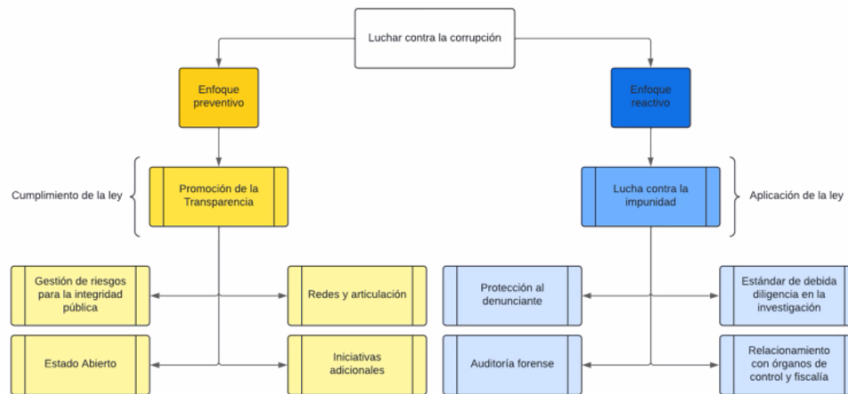 Luchar contra la corrupción
Enfoque
preventivo
Enfoque
reactivo
Cumplimiento de la ley
Promoción de la
Transparencia
Lucha contra la
impunidad
Aplicación de la ley
Gestión de riesgos
para la integridad
pública
Redes y articulación
Protección al
denunciante
Estándar de debida
diligencia en la
investigación
Estado Abierto
Iniciativas
adicionales
Auditoría forense
Relacionamiento
con órganos de
control y fiscalía